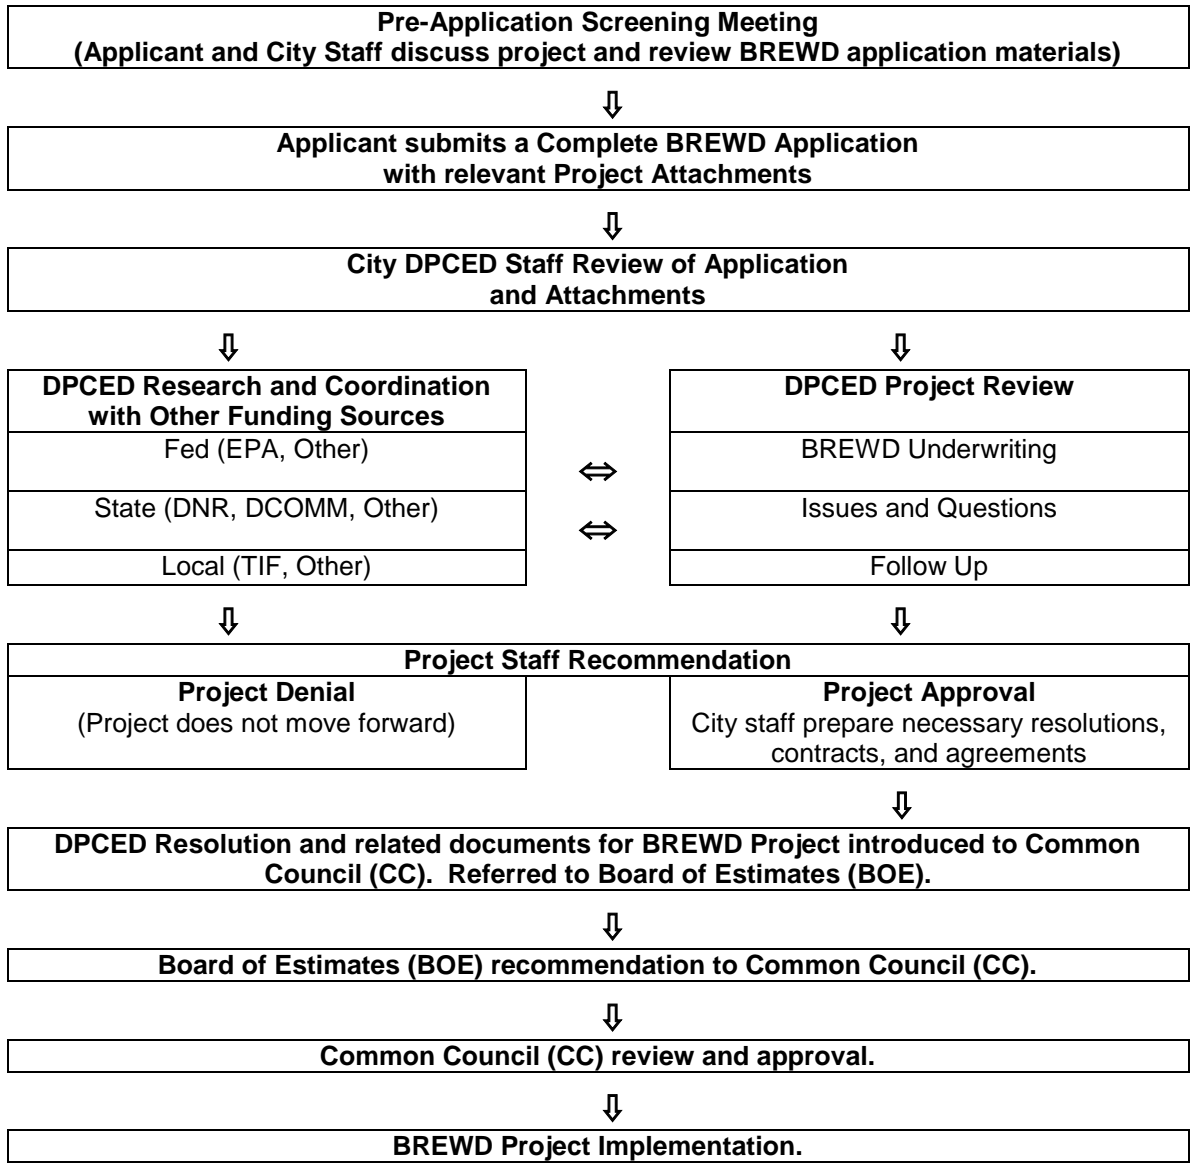 Pre-Application Screening Meeting
(Applicant and City Staff discuss project and review BREWD application materials)
Applicant submits a Complete BREWD Application
with relevant Project Attachments
City DPCED Staff Review of Application
and Attachments
DPCED Research and Coordination
with Other Funding Sources
Fed (EPA, Other)
State (DNR, DCOMM, Other)
Local (TIF, Other)
DPCED Project Review
BREWD Underwriting
Issues and Questions
Follow Up
Project Staff Recommendation
Project Denial
(Project does not move forward)
Project Approval
City staff prepare necessary resolutions,
contracts, and agreements
DPCED Resolution and related documents for BREWD Project introduced to Common
Council (CC).  Referred to Board of Estimates (BOE).
Board of Estimates (BOE) recommendation to Common Council (CC).
Common Council (CC) review and approval.
BREWD Project Implementation.